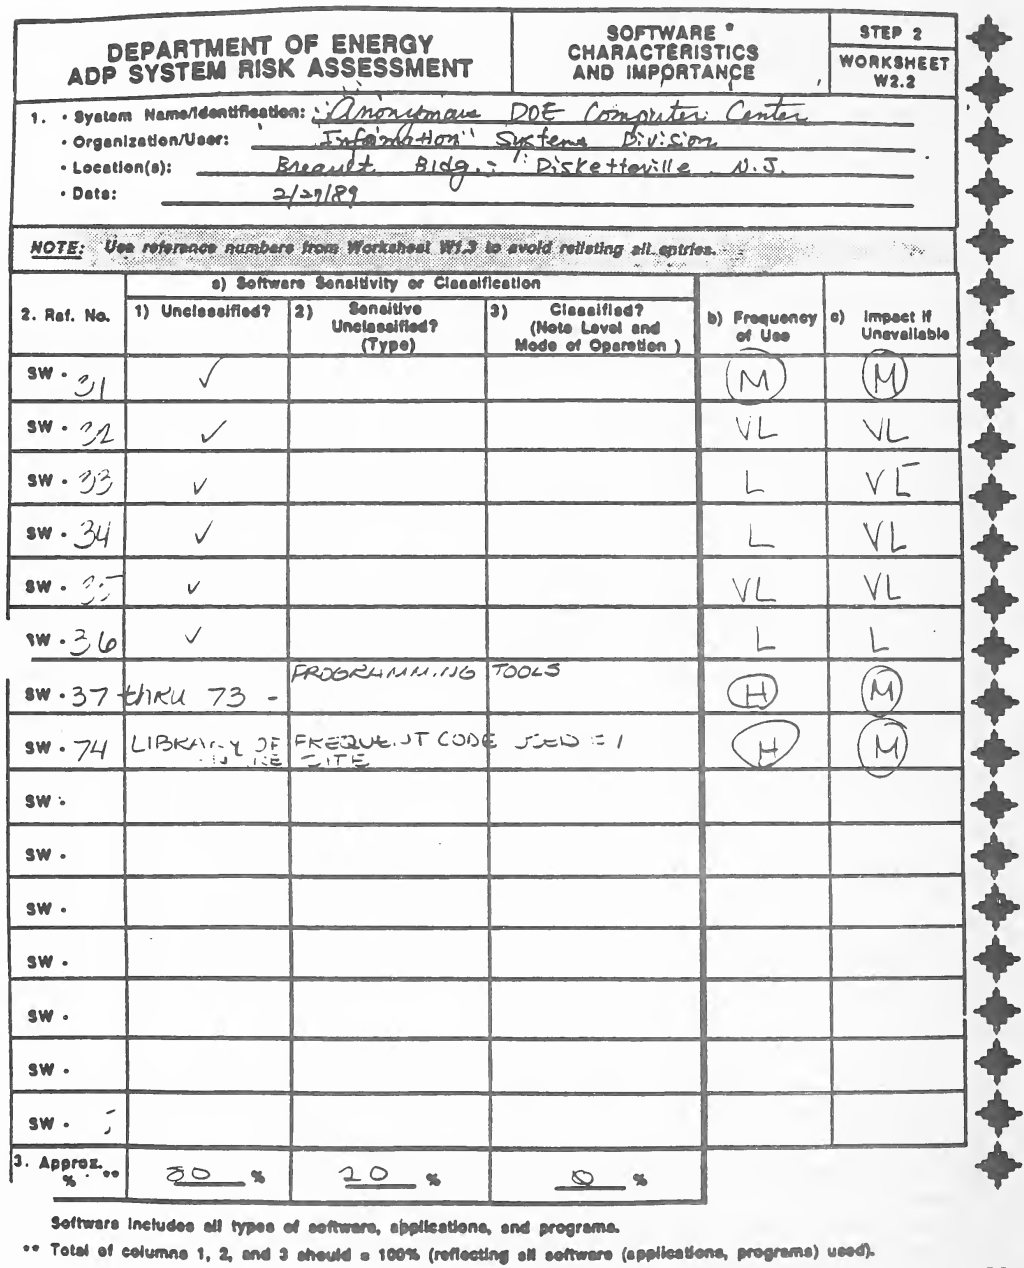 DEPARTMENT OF ENERGY
ADP SYSTEM RISK ASSESSMENT
SOFTWARE *
CHARACTERISTICS
AND IMPORTANCE
STEP 2
WORKSHEET
W2.2
1. • System Name/Identification: Anonymous DOE Computer Center
• Organization/User: Information Systems Division
• Location(s): Breault Bldg. Disketteville N.J.
• Date: 2/27/89
NOTE: Use reference numbers from Worksheet W1.3 to avoid relisting all entries.
2. Ref. No.
a) Software Sensitivity or Classification
1) Unclassified?
2) Sensitive
Unclassified?
(Type)
3) Classified?
(Note Level and
Mode of Operation )
b) Frequency
of Use
c) Impact if
Unavailable
SW • 31 ✓ M M
SW • 32 ✓ VL VL
SW • 33 ✓ L VL
SW • 34 ✓ L VL
SW • 35 ✓ VL VL
SW • 36 ✓ L L
SW • 37 thru 73 - PROGRAMMING TOOLS H M
SW • 74 LIBRARY OF FREQUENT CODE H M
SITE
SW •
SW •
SW •
SW •
SW •
SW •
SW •
3. Approx.
% ** 80 % 20 % 0 %
Software includes all types of software, applications, and programs.
** Total of columns 1, 2, and 3 should = 100% (reflecting all software (applications, programs) used).